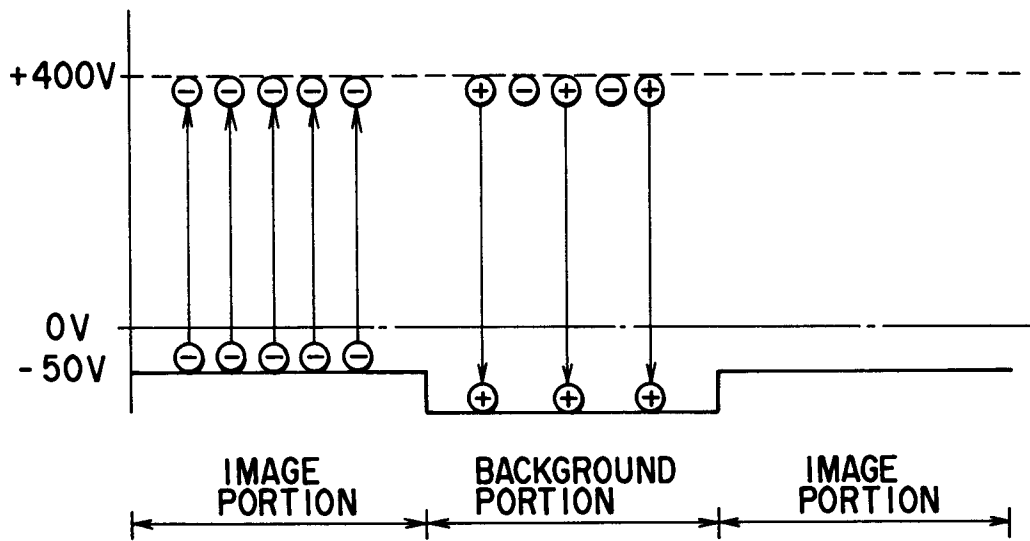 +400V
0V
-50V
IMAGE
PORTION
BACKGROUND
PORTION
IMAGE
PORTION